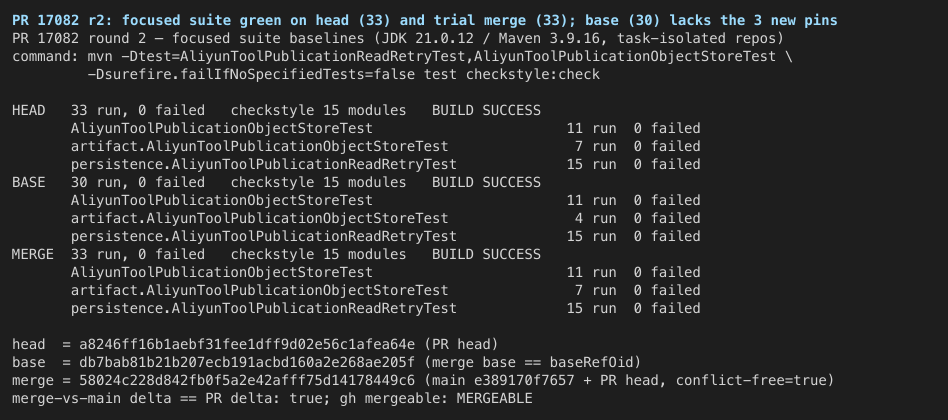 PR 17082 r2: focused suite green on head (33) and trial merge (33); base (30) lacks the 3 new pins
PR 17082 round 2 — focused suite baselines (JDK 21.0.12 / Maven 3.9.16, task-isolated repos)
command: mvn -Dtest=AliyunToolPublicationReadRetryTest,AliyunToolPublicationObjectStoreTest \
-Dsurefire.failIfNoSpecifiedTests=false test checkstyle:check
HEAD 33 run, 0 failed checkstyle 15 modules BUILD SUCCESS
AliyunToolPublicationObjectStoreTest 11 run 0 failed
artifact.AliyunToolPublicationObjectStoreTest 7 run 0 failed
persistence.AliyunToolPublicationReadRetryTest 15 run 0 failed
BASE 30 run, 0 failed checkstyle 15 modules BUILD SUCCESS
AliyunToolPublicationObjectStoreTest 11 run 0 failed
artifact.AliyunToolPublicationObjectStoreTest 4 run 0 failed
persistence.AliyunToolPublicationReadRetryTest 15 run 0 failed
MERGE 33 run, 0 failed checkstyle 15 modules BUILD SUCCESS
AliyunToolPublicationObjectStoreTest 11 run 0 failed
artifact.AliyunToolPublicationObjectStoreTest 7 run 0 failed
persistence.AliyunToolPublicationReadRetryTest 15 run 0 failed
head = a8246ff16b1aebf31fee1dff9d02e56c1afea64e (PR head)
base = db7bab81b21b207ecb191acbd160a2e268ae205f (merge base == baseRefOid)
merge = 58024c228d842fb0f5a2e42afff75d14178449c6 (main e389170f7657 + PR head, conflict-free=true)
merge-vs-main delta == PR delta: true; gh mergeable: MERGEABLE